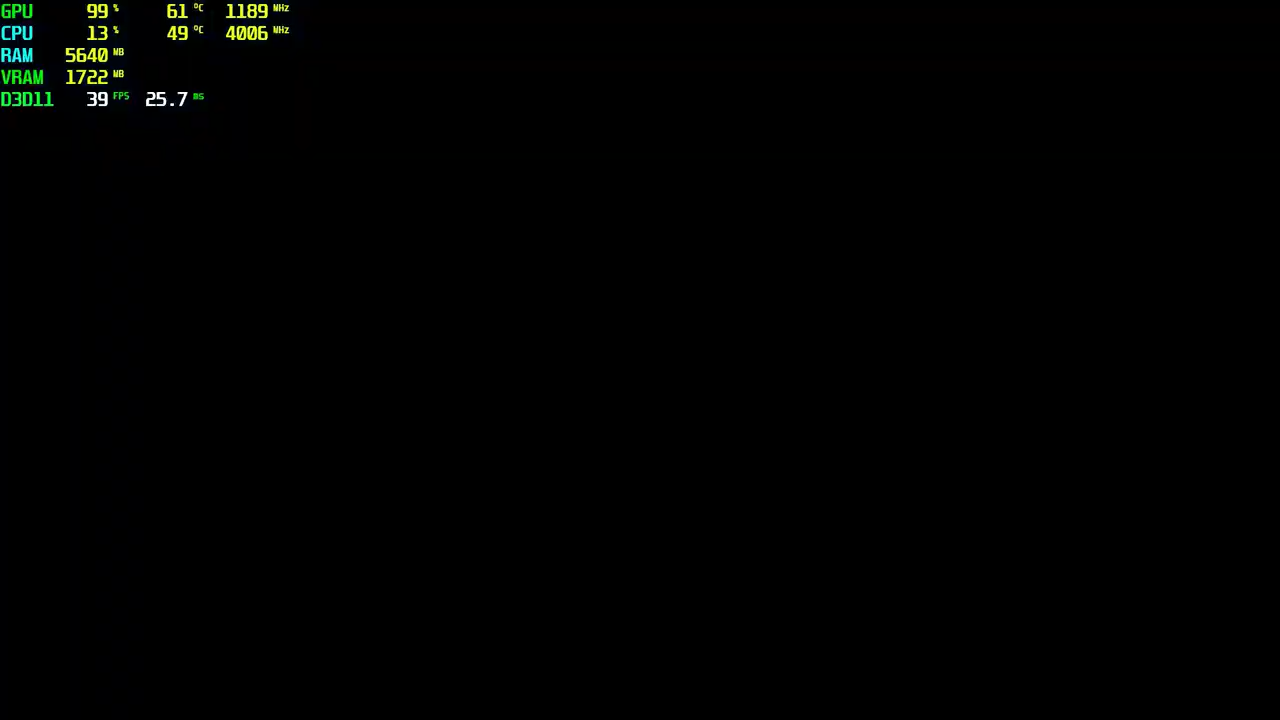 GPU 99 % 61 °C 1189 MHz
CPU 13 % 49 °C 4006 MHz
RAM 5640 MB
VRAM 1722 MB
D3D11 39 FPS 25.7 ms